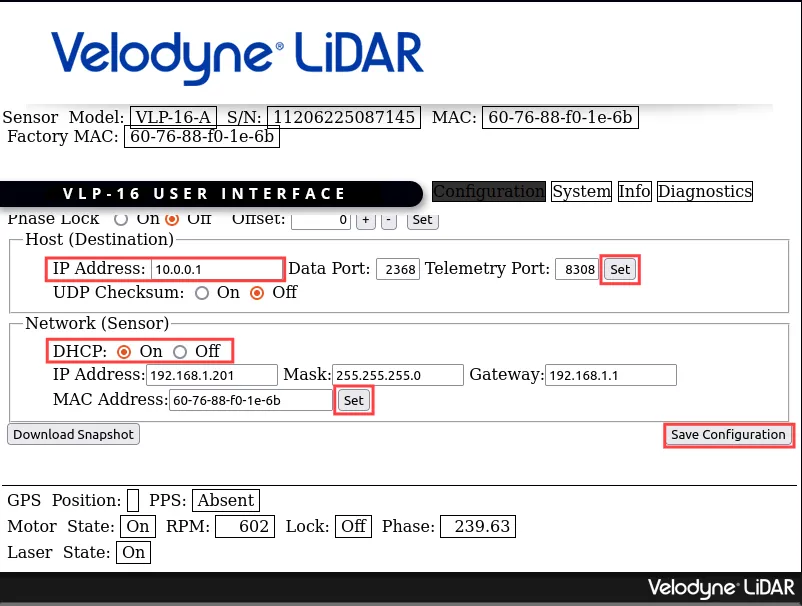 Velodyne® LiDAR
Sensor Model: VLP-16-A S/N: 11206225087145 MAC: 60-76-88-f0-1e-6b
Factory MAC: 60-76-88-f0-1e-6b
VLP-16 USER INTERFACE Configuration System Info Diagnostics
Phase Lock On Off Offset: 0 + - Set
Host (Destination)
IP Address: 10.0.0.1 Data Port: 2368 Telemetry Port: 8308 Set
UDP Checksum: On Off
Network (Sensor)
DHCP: On Off
IP Address: 192.168.1.201 Mask: 255.255.255.0 Gateway: 192.168.1.1
MAC Address: 60-76-88-f0-1e-6b Set
Download Snapshot Save Configuration
GPS Position: PPS: Absent
Motor State: On RPM: 602 Lock: Off Phase: 239.63
Laser State: On
Velodyne® LiDAR